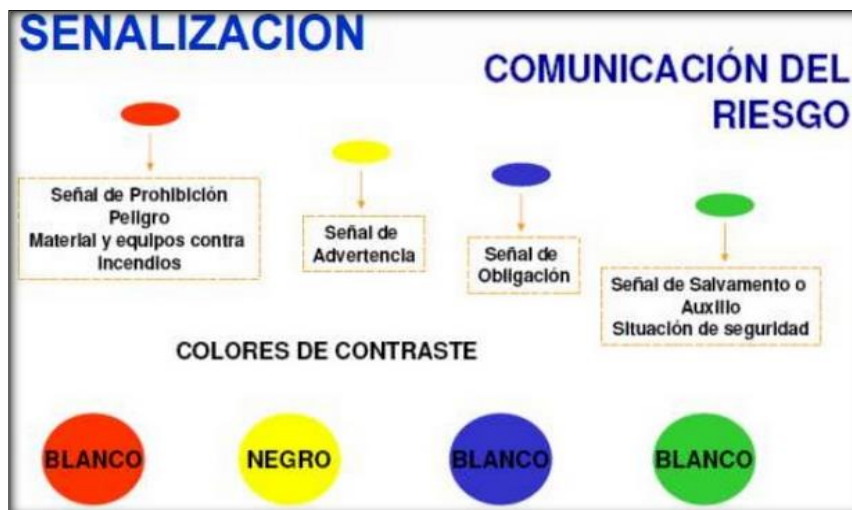 SEÑALIZACION
COMUNICACIÓN DEL
RIESGO
Señal de Prohibición
Peligro
Material y equipos contra
Incendios
Señal de
Advertencia
Señal de
Obligación
Señal de Salvamento o
Auxilio
Situación de seguridad
COLORES DE CONTRASTE
BLANCO
NEGRO
BLANCO
BLANCO